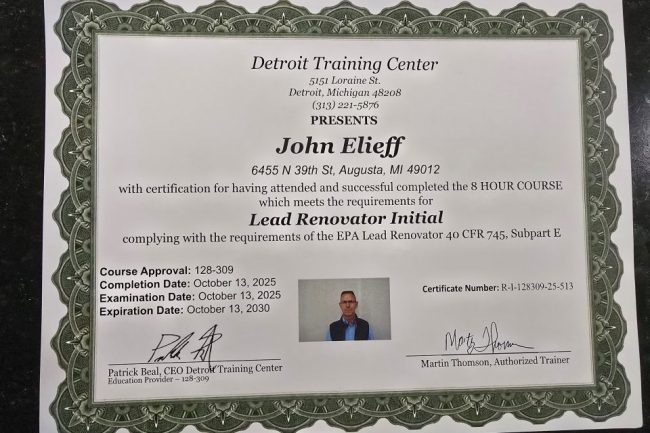 Detroit Training Center
5151 Loraine St.
Detroit, Michigan 48208
(313) 221-5876
PRESENTS
John Elieff
6455 N 39th St, Augusta, MI 49012
with certification for having attended and successful completed the 8 HOUR COURSE
which meets the requirements for
Lead Renovator Initial
complying with the requirements of the EPA Lead Renovator 40 CFR 745, Subpart E
Course Approval: 128-309
Completion Date: October 13, 2025
Examination Date: October 13, 2025
Expiration Date: October 13, 2030
Certificate Number: R-I-128309-25-513
Patrick Beal, CEO Detroit Training Center
Education Provider – 128-309
Martin Thomson, Authorized Trainer